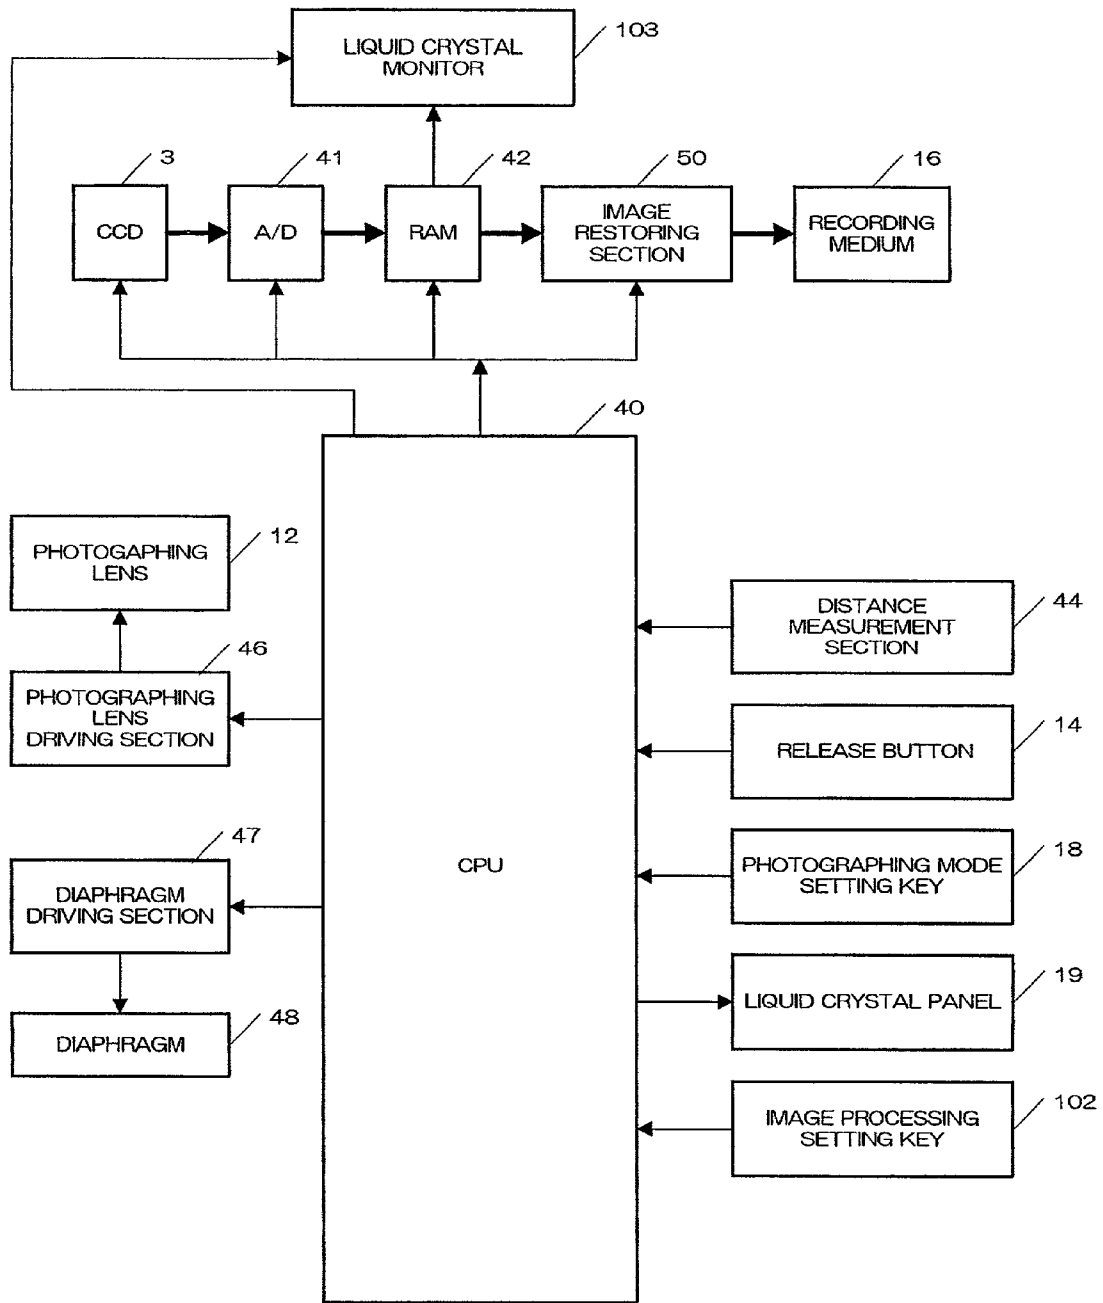 103
LIQUID CRYSTAL
MONITOR
3
41
42
50
16
CCD
A/D
RAM
IMAGE
RESTORING
SECTION
RECORDING
MEDIUM
40
12
PHOTOGAPHING
LENS
44
DISTANCE
MEASUREMENT
SECTION
46
PHOTOGRAPHING
LENS
DRIVING SECTION
14
RELEASE BUTTON
47
DIAPHRAGM
DRIVING SECTION
CPU
18
PHOTOGRAPHING MODE
SETTING KEY
19
LIQUID CRYSTAL PANEL
48
DIAPHRAGM
102
IMAGE PROCESSING
SETTING KEY